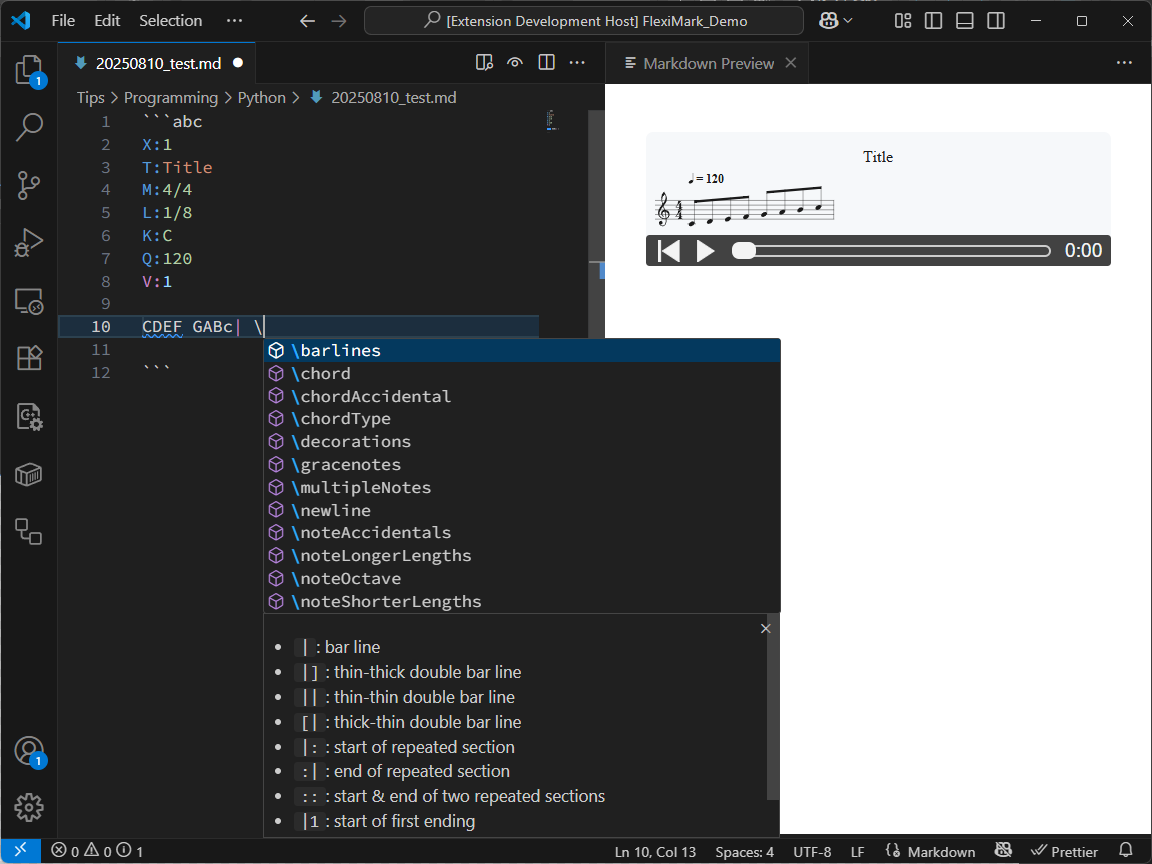 File Edit Selection ··· [Extension Development Host] FlexiMark_Demo
20250810_test.md
Markdown Preview
Tips > Programming > Python > 20250810_test.md
1 ```abc
2 X:1
3 T:Title
4 M:4/4
5 L:1/8
6 K:C
7 Q:120
8 V:1
9
10 CDEF GABc| \
11
12 ```
\barlines
\chord
\chordAccidental
\chordType
\decorations
\gracenotes
\multipleNotes
\newline
\noteAccidentals
\noteLongerLengths
\noteOctave
\noteShorterLengths
• | : bar line
• |] : thin-thick double bar line
• || : thin-thin double bar line
• [| : thick-thin double bar line
• |: : start of repeated section
• :| : end of repeated section
• :: : start & end of two repeated sections
• |1 : start of first ending
Title
♩ = 120
4
4
0:00
1
1
0 0 1 Ln 10, Col 13 Spaces: 4 UTF-8 LF Markdown Prettier